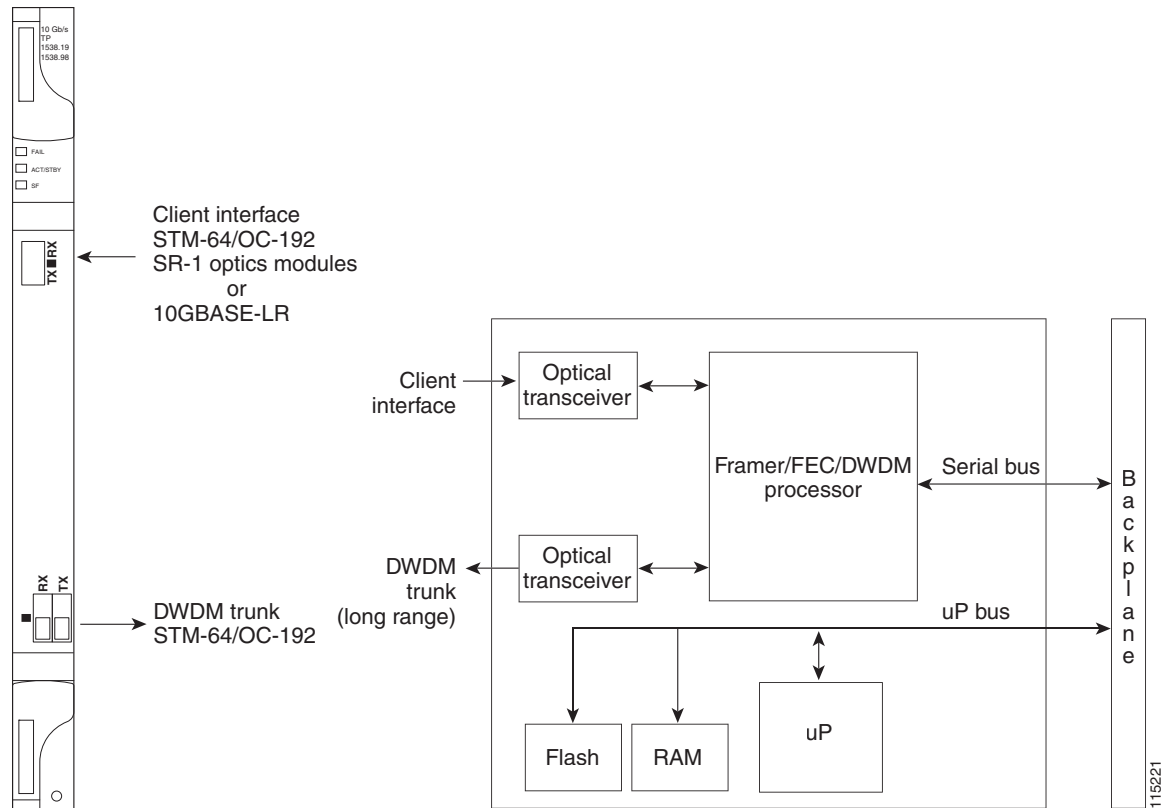 10 Gb/s
TP
1538.19
1538.98
FAIL
ACT/STBY
SF
TX RX
Client interface
STM-64/OC-192
SR-1 optics modules
or
10GBASE-LR
RX
TX
DWDM trunk
STM-64/OC-192
Client
interface
Optical
transceiver
Framer/FEC/DWDM
processor
Serial bus
DWDM
trunk
(long range)
Optical
transceiver
uP bus
Flash
RAM
uP
Backplane
115221